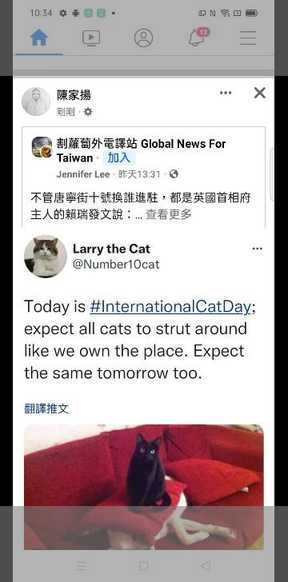 10:34
12
陳家揚
剛剛 ·
割蘿蔔外電譯站 Global News For
Taiwan · 加入
Jennifer Lee · 昨天13:31 ·
不管唐寧街十號換誰進駐，都是英國首相府
主人的賴瑞發文說：... 查看更多
Larry the Cat
@Number10cat
Today is #InternationalCatDay;
expect all cats to strut around
like we own the place. Expect
the same tomorrow too.
翻譯推文